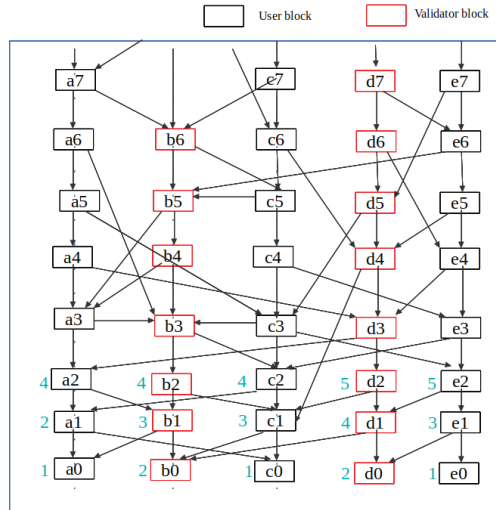 User block Validator block
a7 c7 d7 e7
a6 b6 c6 d6 e6
a5 b5 c5 d5 e5
a4 b4 c4 d4 e4
a3 b3 c3 d3 e3
4 a2 4 b2 4 c2 5 d2 5 e2
2 a1 3 b1 3 c1 4 d1 3 e1
1 a0 2 b0 1 c0 2 d0 1 e0